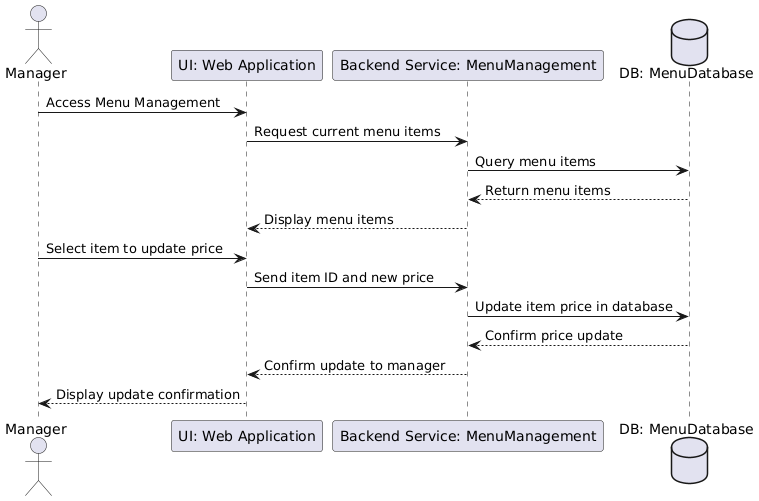 Manager
UI: Web Application
Backend Service: MenuManagement
DB: MenuDatabase
Access Menu Management
Request current menu items
Query menu items
Return menu items
Display menu items
Select item to update price
Send item ID and new price
Update item price in database
Confirm price update
Confirm update to manager
Display update confirmation
Manager
UI: Web Application
Backend Service: MenuManagement
DB: MenuDatabase